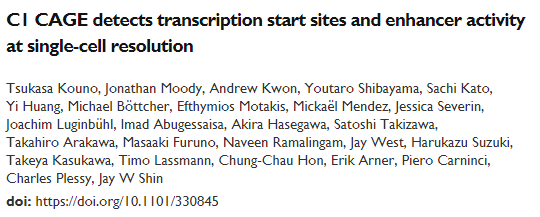 C1 CAGE detects transcription start sites and enhancer activity
at single-cell resolution
Tsukasa Kouno, Jonathan Moody, Andrew Kwon, Youtaro Shibayama, Sachi Kato,
Yi Huang, Michael Böttcher, Efthymios Motakis, Mickaël Mendez, Jessica Severin,
Joachim Luginbühl, Imad Abugessaisa, Akira Hasegawa, Satoshi Takizawa,
Takahiro Arakawa, Masaaki Furuno, Naveen Ramalingam, Jay West, Harukazu Suzuki,
Takeya Kasukawa, Timo Lassmann, Chung-Chau Hon, Erik Arner, Piero Carninci,
Charles Plessy, Jay W Shin
doi: https://doi.org/10.1101/330845